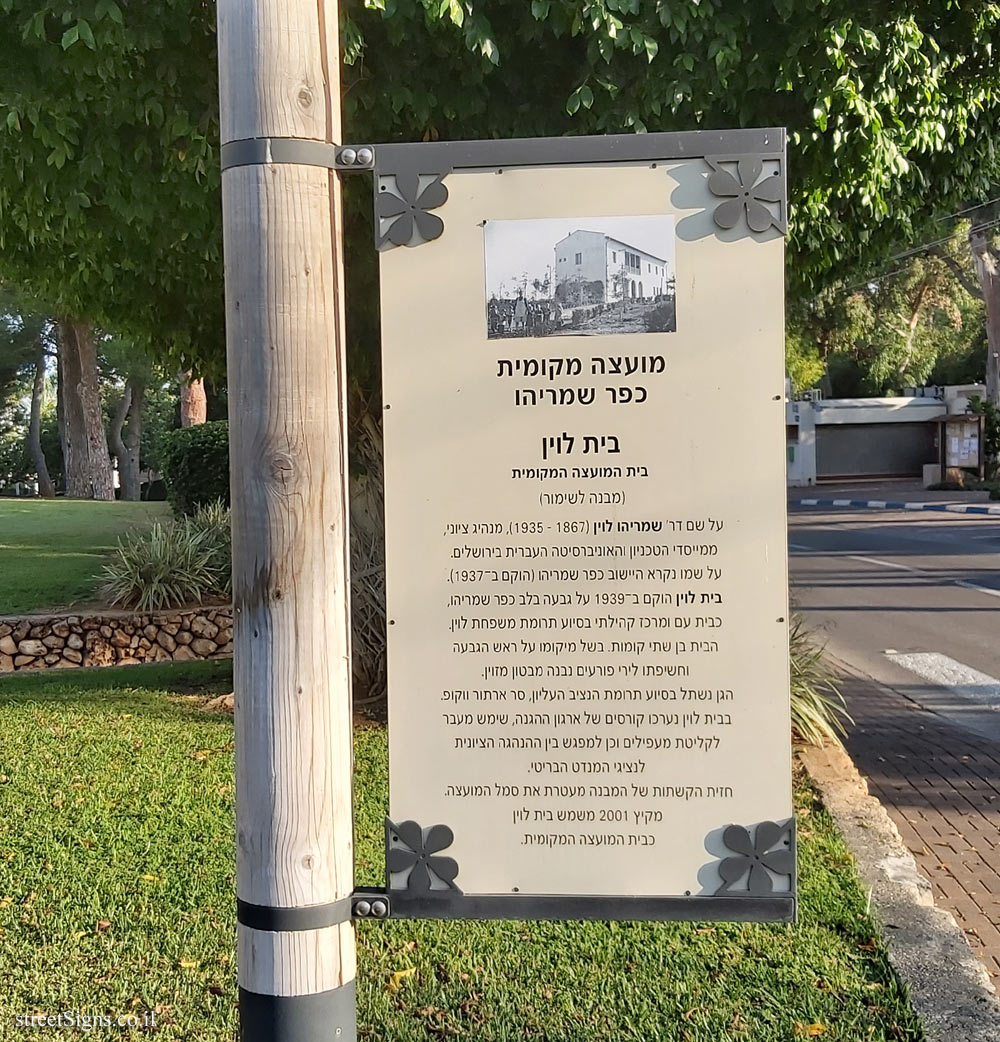 מועצה מקומית
כפר שמריהו
בית לוין
בית המועצה המקומית
(מבנה לשימור)
על שם דר' שמריהו לוין (1867 - 1935), מנהיג ציוני,
ממייסדי הטכניון והאוניברסיטה העברית בירושלים.
על שמו נקרא היישוב כפר שמריהו (הוקם ב־1937).
בית לוין הוקם ב־1939 על גבעה בלב כפר שמריהו,
כבית עם ומרכז קהילתי בסיוע תרומת משפחת לוין.
הבית בן שתי קומות. בשל מיקומו על ראש הגבעה
וחשיפתו לירי פורעים נבנה מבטון מזוין.
הגן נשתל בסיוע תרומת הנציב העליון, סר ארתור ווקופ.
בבית לוין נערכו קורסים של ארגון ההגנה, שימש מעבר
לקליטת מעפילים וכן למפגש בין ההנהגה הציונית
לנציגי המנדט הבריטי.
חזית הקשתות של המבנה מעטרת את סמל המועצה.
מקיץ 2001 משמש בית לוין
כבית המועצה המקומית.
streetSigns.co.il